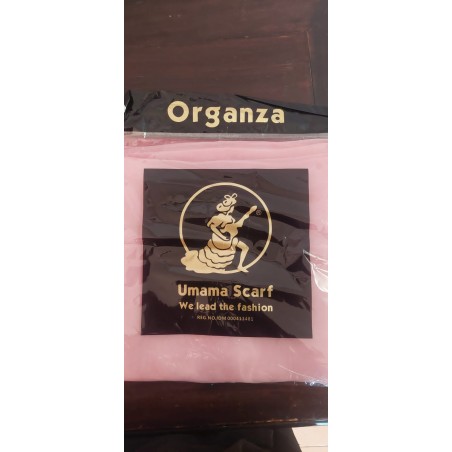 Organza
®
Umama Scarf
We lead the fashion